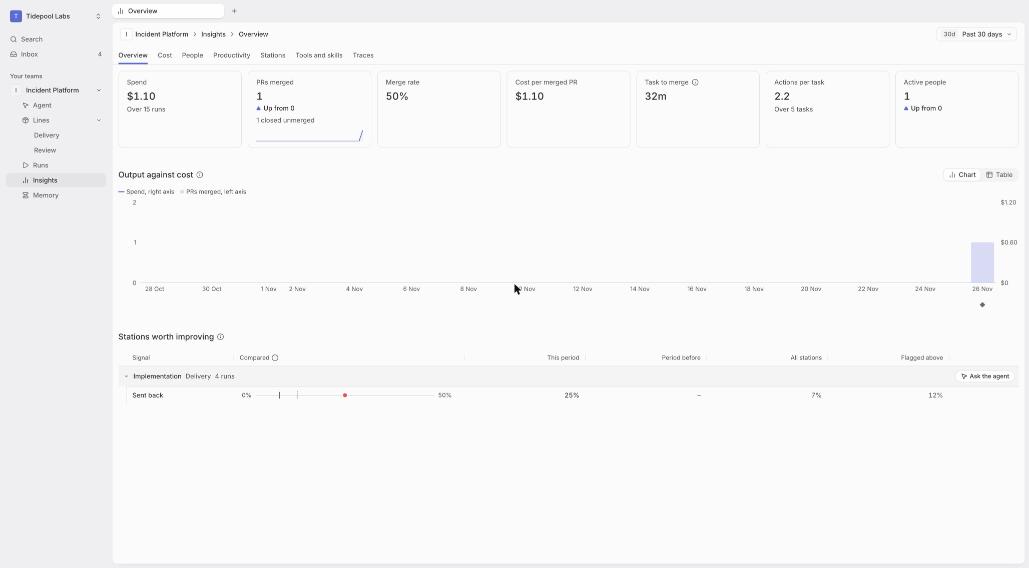 T Tidepool Labs
Overview
Search
Inbox 4
Your teams
I Incident Platform
Agent
Lines
Delivery
Review
Runs
Insights
Memory
I Incident Platform > Insights > Overview
30d Past 30 days
Overview Cost People Productivity Stations Tools and skills Traces
Spend
$1.10
Over 15 runs
PRs merged
1
Up from 0
1 closed unmerged
Merge rate
50%
Cost per merged PR
$1.10
Task to merge
32m
Actions per task
2.2
Over 5 tasks
Active people
1
Up from 0
Output against cost
Chart Table
Spend, right axis PRs merged, left axis
2 $1.20
1 $0.60
0 $0
28 Oct 30 Oct 1 Nov 2 Nov 4 Nov 6 Nov 8 Nov Nov 12 Nov 14 Nov 16 Nov 18 Nov 20 Nov 22 Nov 24 Nov 26 Nov
Stations worth improving
Signal Compared This period Period before All stations Flagged above
Implementation Delivery 4 runs Ask the agent
Sent back 0% 50% 25% – 7% 12%